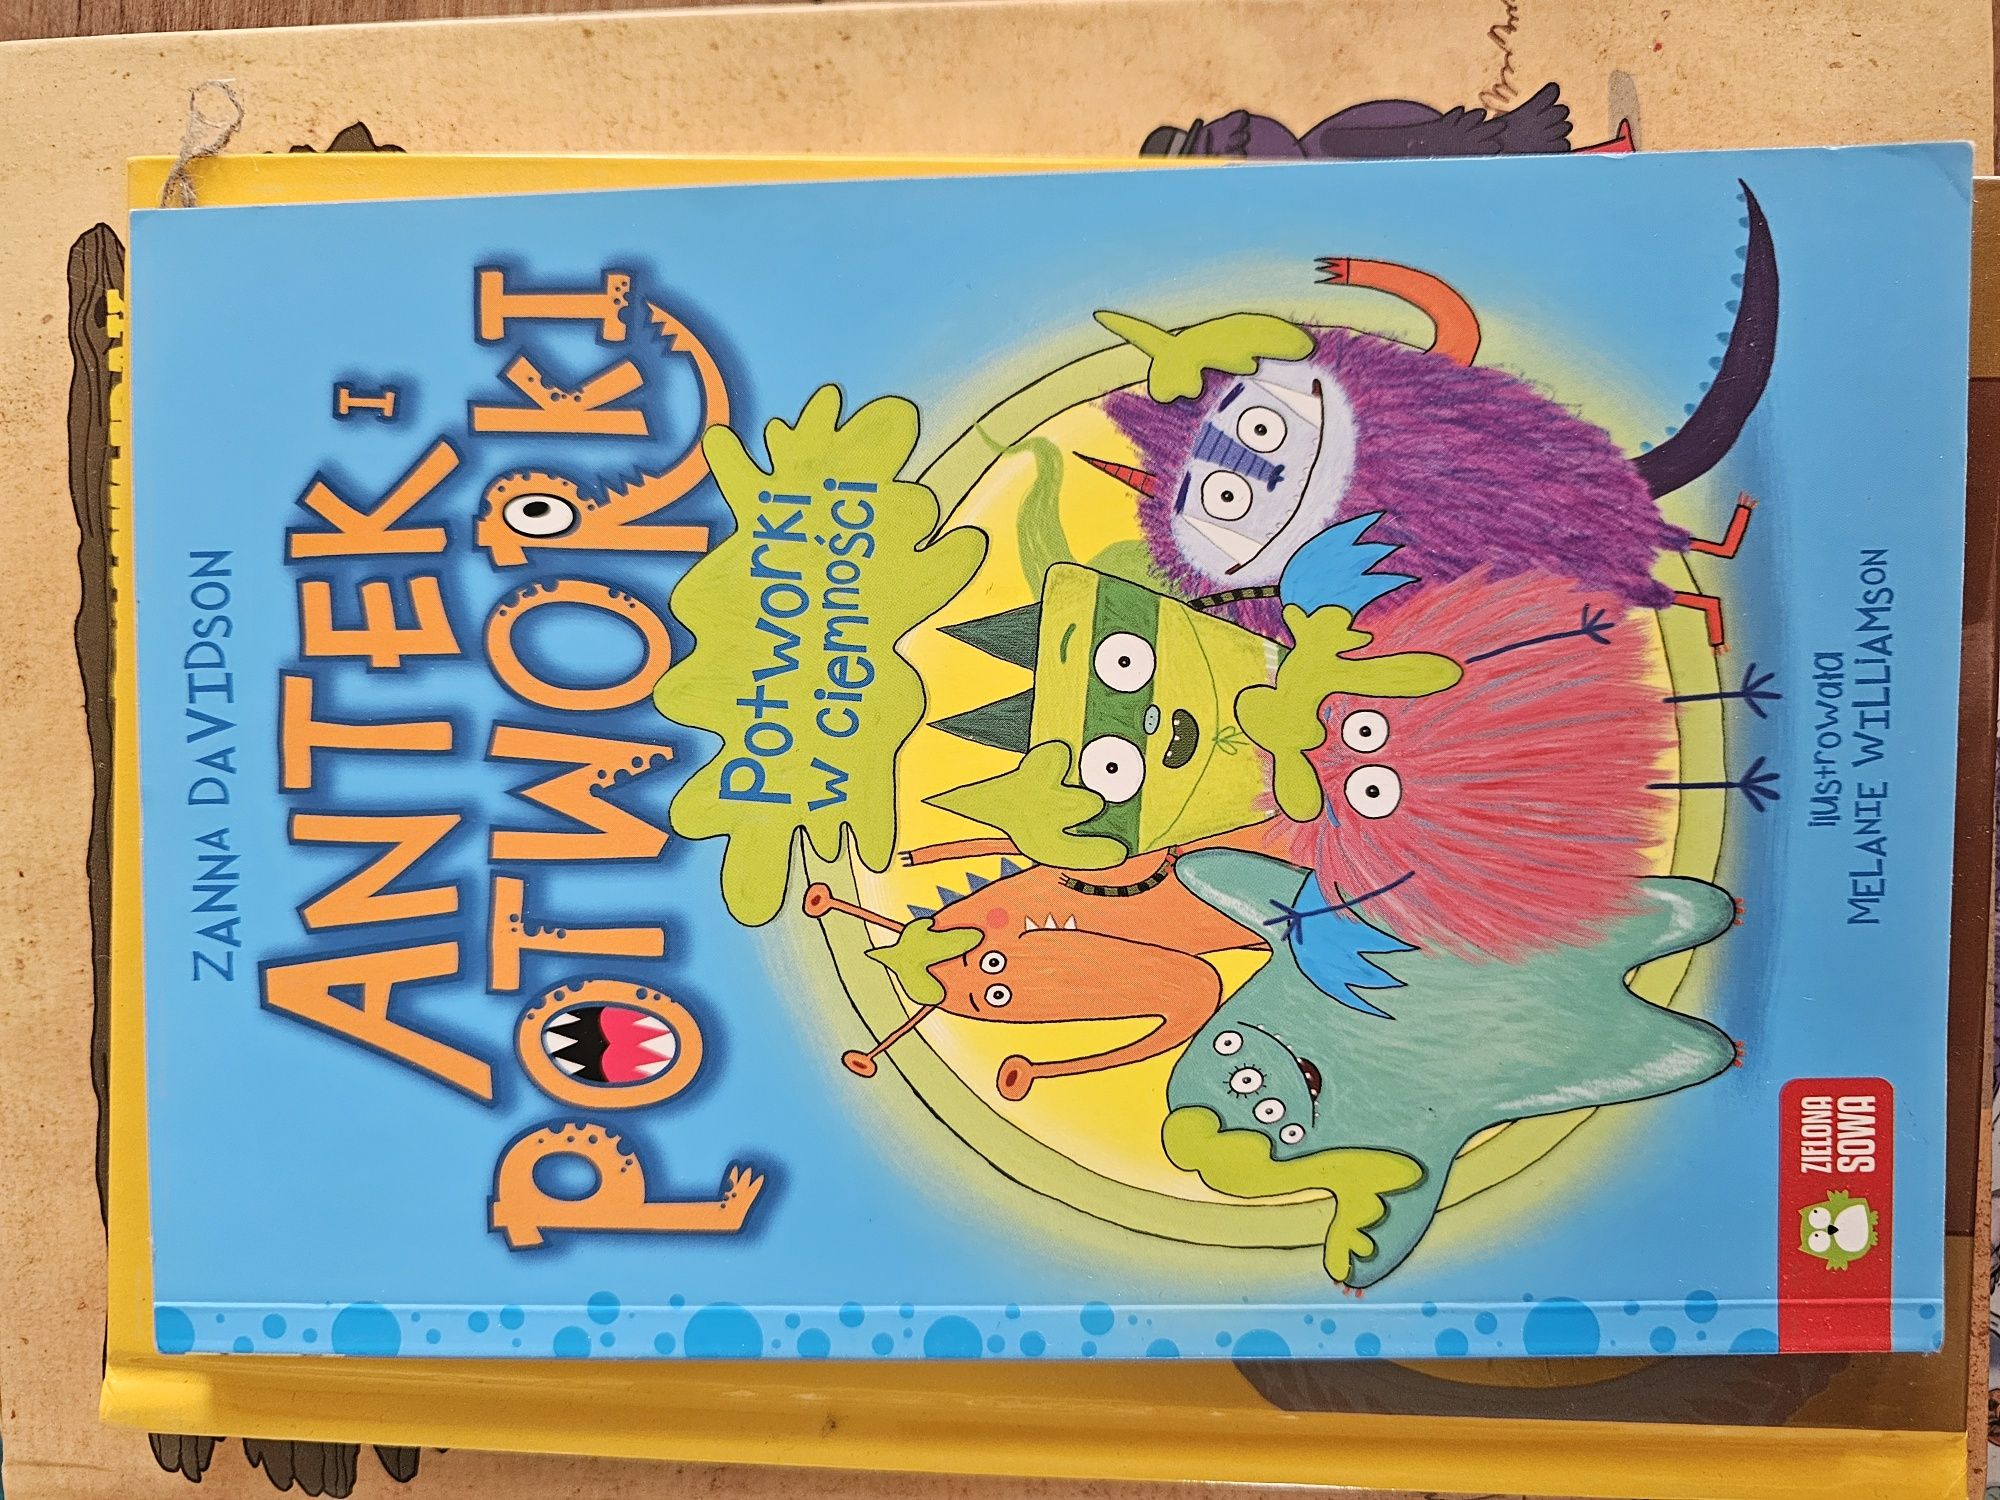 ZANNA DAVIDSON
ANTEK I
POTWORKI
Potworki
w ciemności
ilustrowała
MELANIE WILLIAMSON
ZIELONA
SOWA